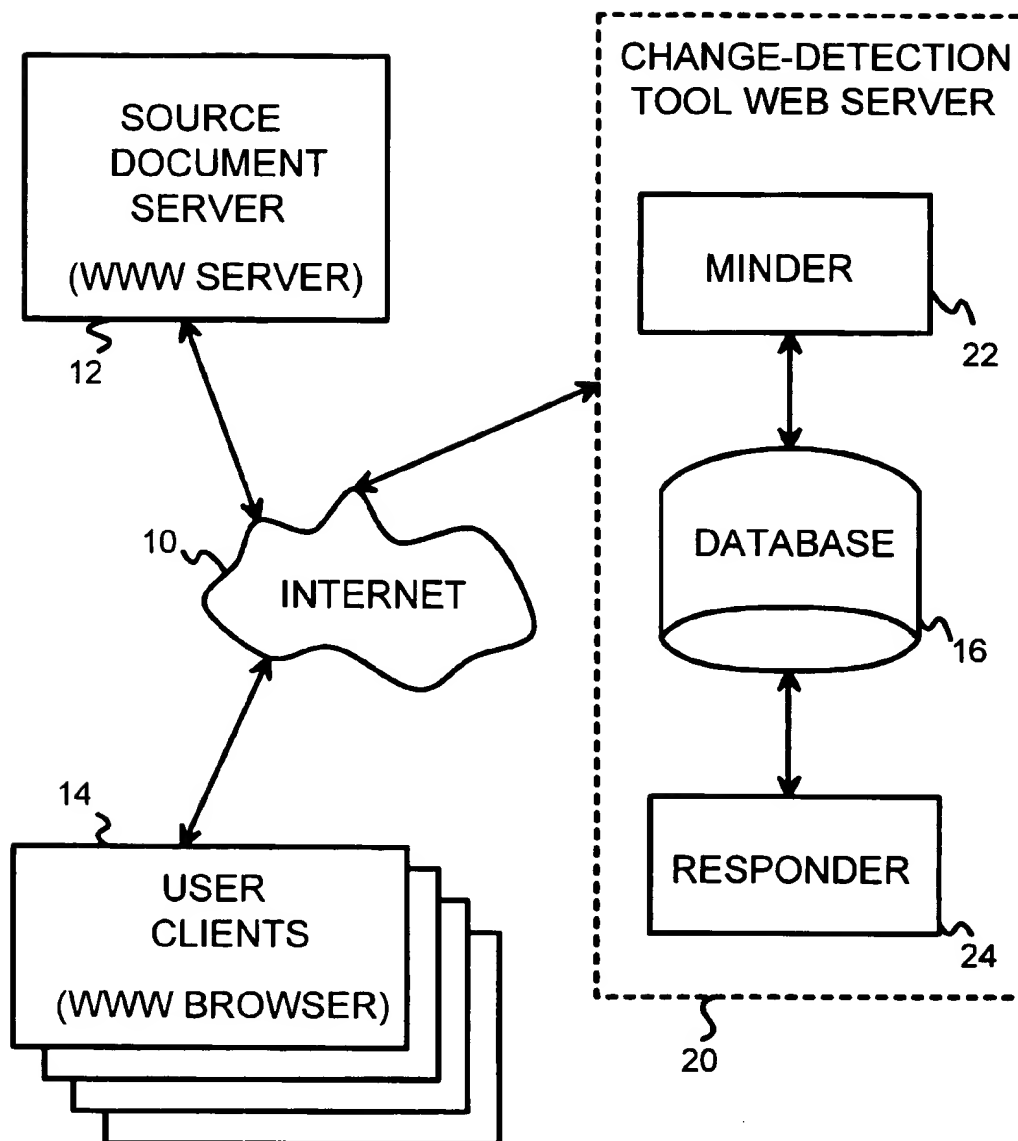 SOURCE
DOCUMENT
SERVER
(WWW SERVER)
12
CHANGE-DETECTION
TOOL WEB SERVER
MINDER
22
10
INTERNET
DATABASE
16
14
USER
CLIENTS
(WWW BROWSER)
RESPONDER
24
20